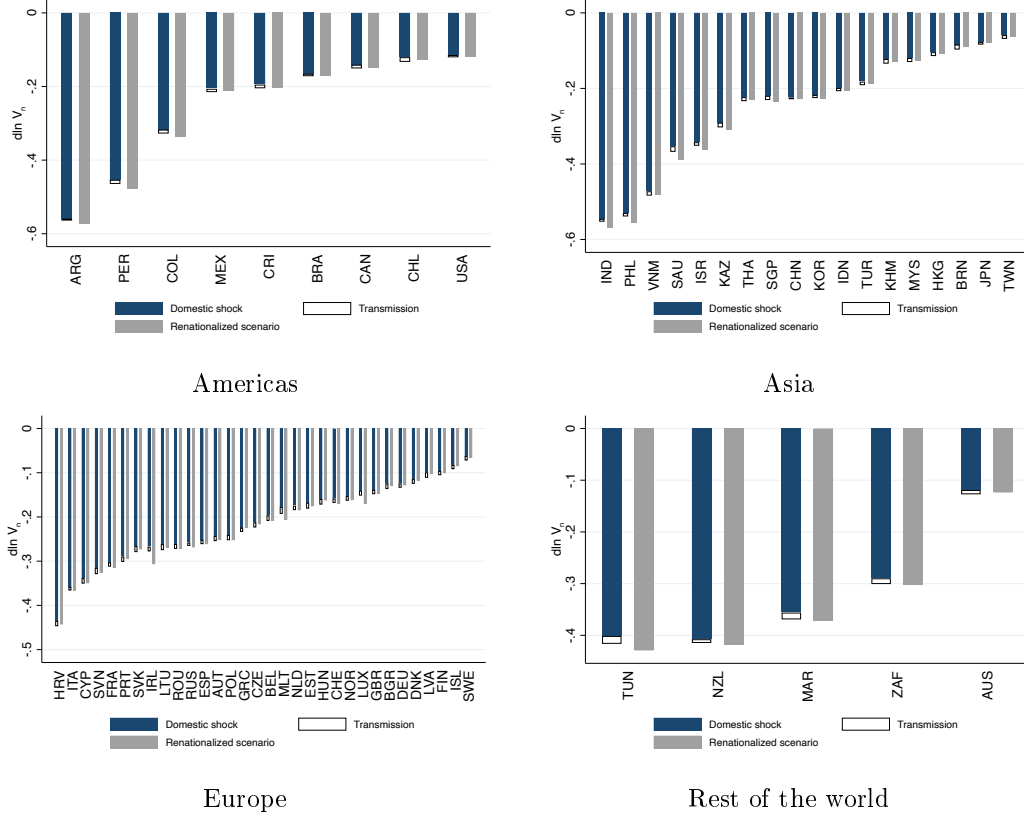 0
-.2
-.4
-.6
dln Vn
ARG PER COL MEX CRI BRA CAN CHL USA
Domestic shock Transmission
Renationalized scenario
Americas
0
-.2
-.4
-.6
dln Vn
IND PHL VNM SAU ISR KAZ THA SGP CHN KOR IDN TUR KHM MYS HKG BRN JPN TWN
Domestic shock Transmission
Renationalized scenario
Asia
0
-.1
-.2
-.3
-.4
-.5
dln Vn
HRV ITA CYP SVN FRA PRT SVK IRL LTU ROU RUS ESP AUT POL GRC CZE BEL MLT NLD EST HUN CHE NOR LUX GBR BGR DEU DNK LVA FIN ISL SWE
Domestic shock Transmission
Renationalized scenario
Europe
0
-.1
-.2
-.3
-.4
dln Vn
TUN NZL MAR ZAF AUS
Domestic shock Transmission
Renationalized scenario
Rest of the world